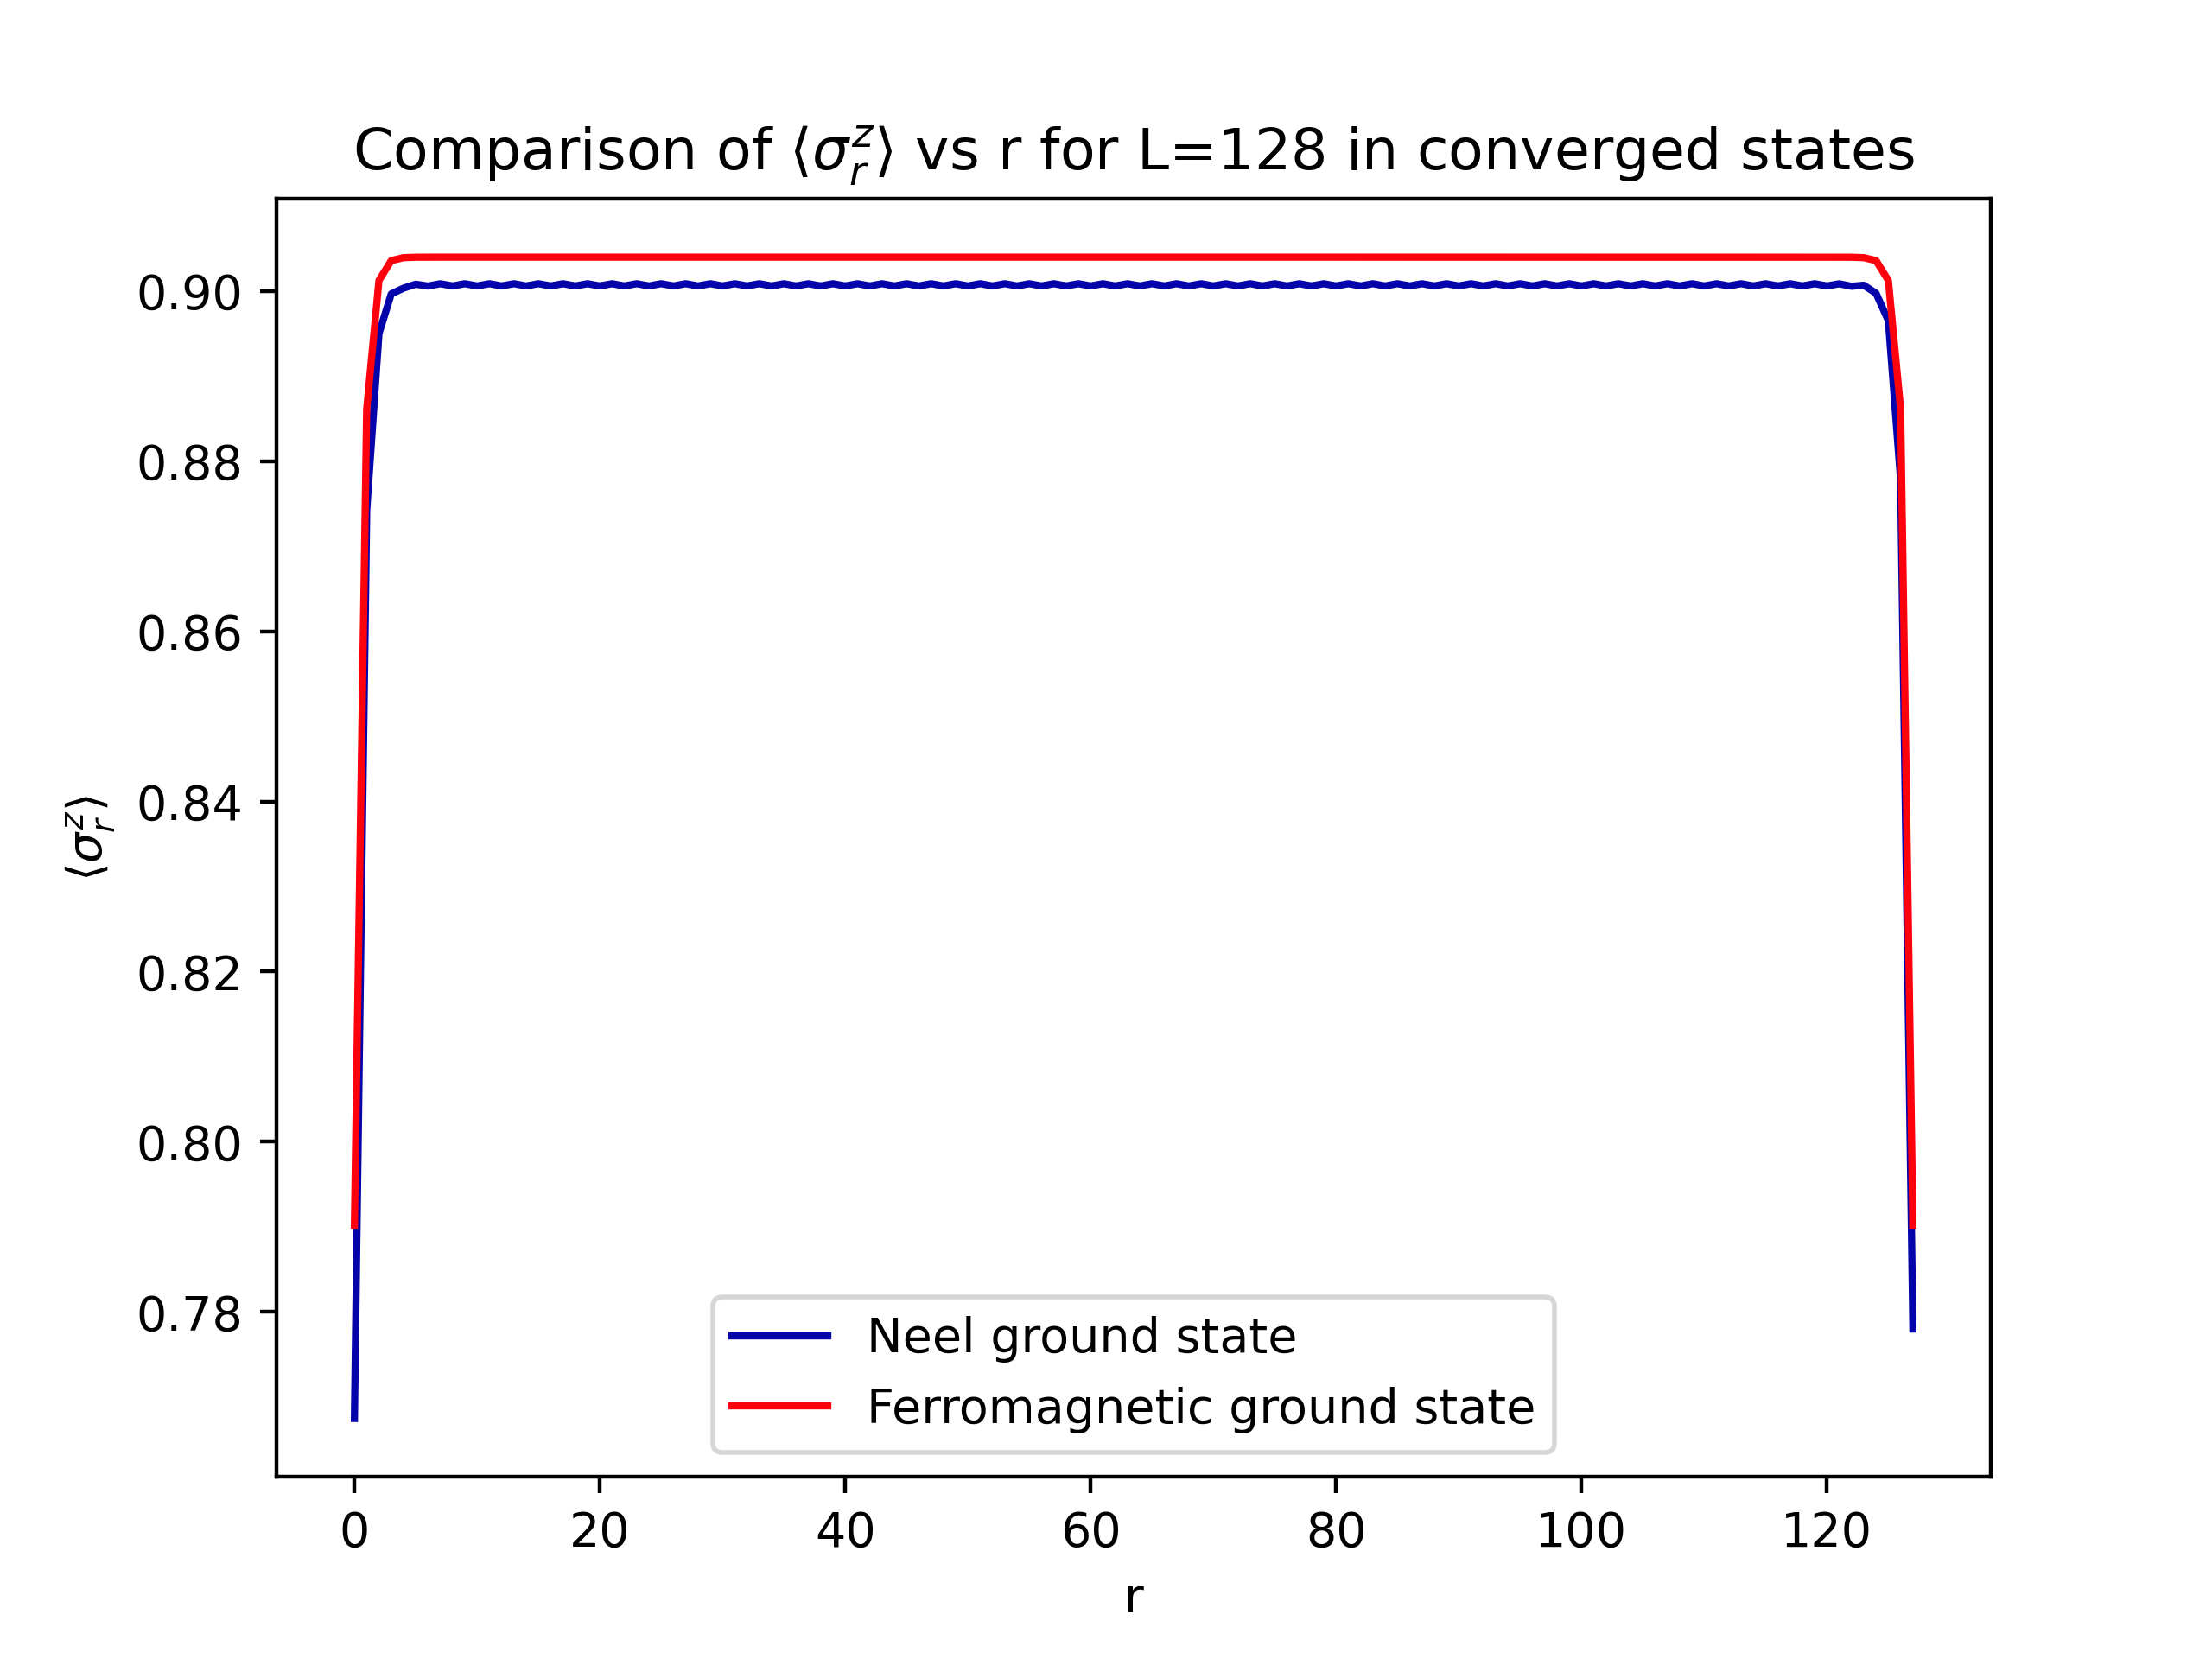 Comparison of ⟨σ_r^z⟩ vs r for L=128 in converged states
⟨σ_r^z⟩
0.90
0.88
0.86
0.84
0.82
0.80
0.78
Neel ground state
Ferromagnetic ground state
0 20 40 60 80 100 120
r